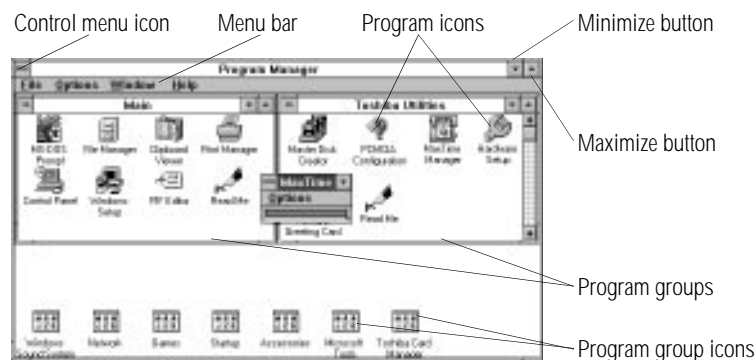 Control menu icon Menu bar Program icons Minimize button
Program Manager
File Options Window Help
Main Toshiba Utilities
Maximize button
MS-DOS Prompt File Manager Clipboard Viewer Print Manager
Master Disk Creator PCMCIA Configuration MaxTime Manager Hardware Setup
Control Panel Windows Setup PIF Editor Read Me
MaxTime
Options
Greeting Card Read Me
Program groups
Windows Sound System Network Games Startup Accessories Microsoft Tools Toshiba Card Manager
Program group icons